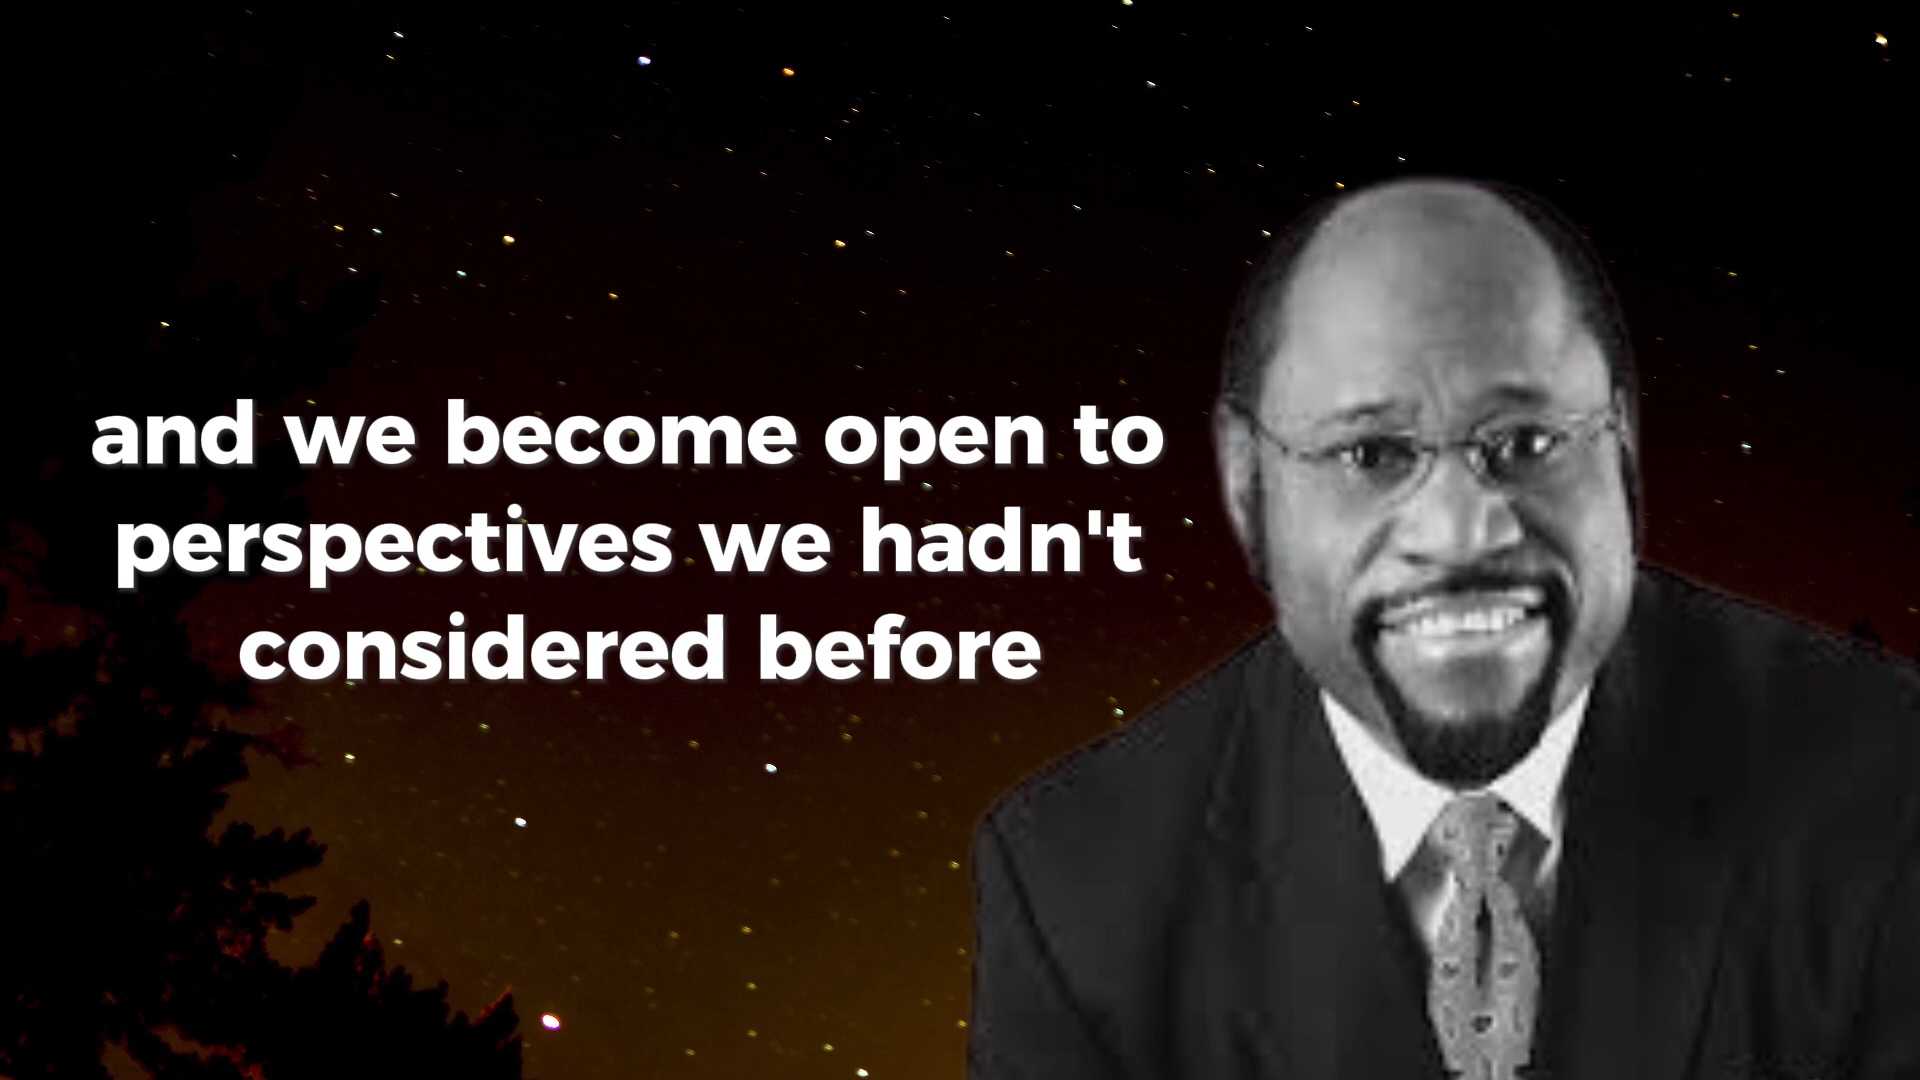 and we become open to
perspectives we hadn't
considered before